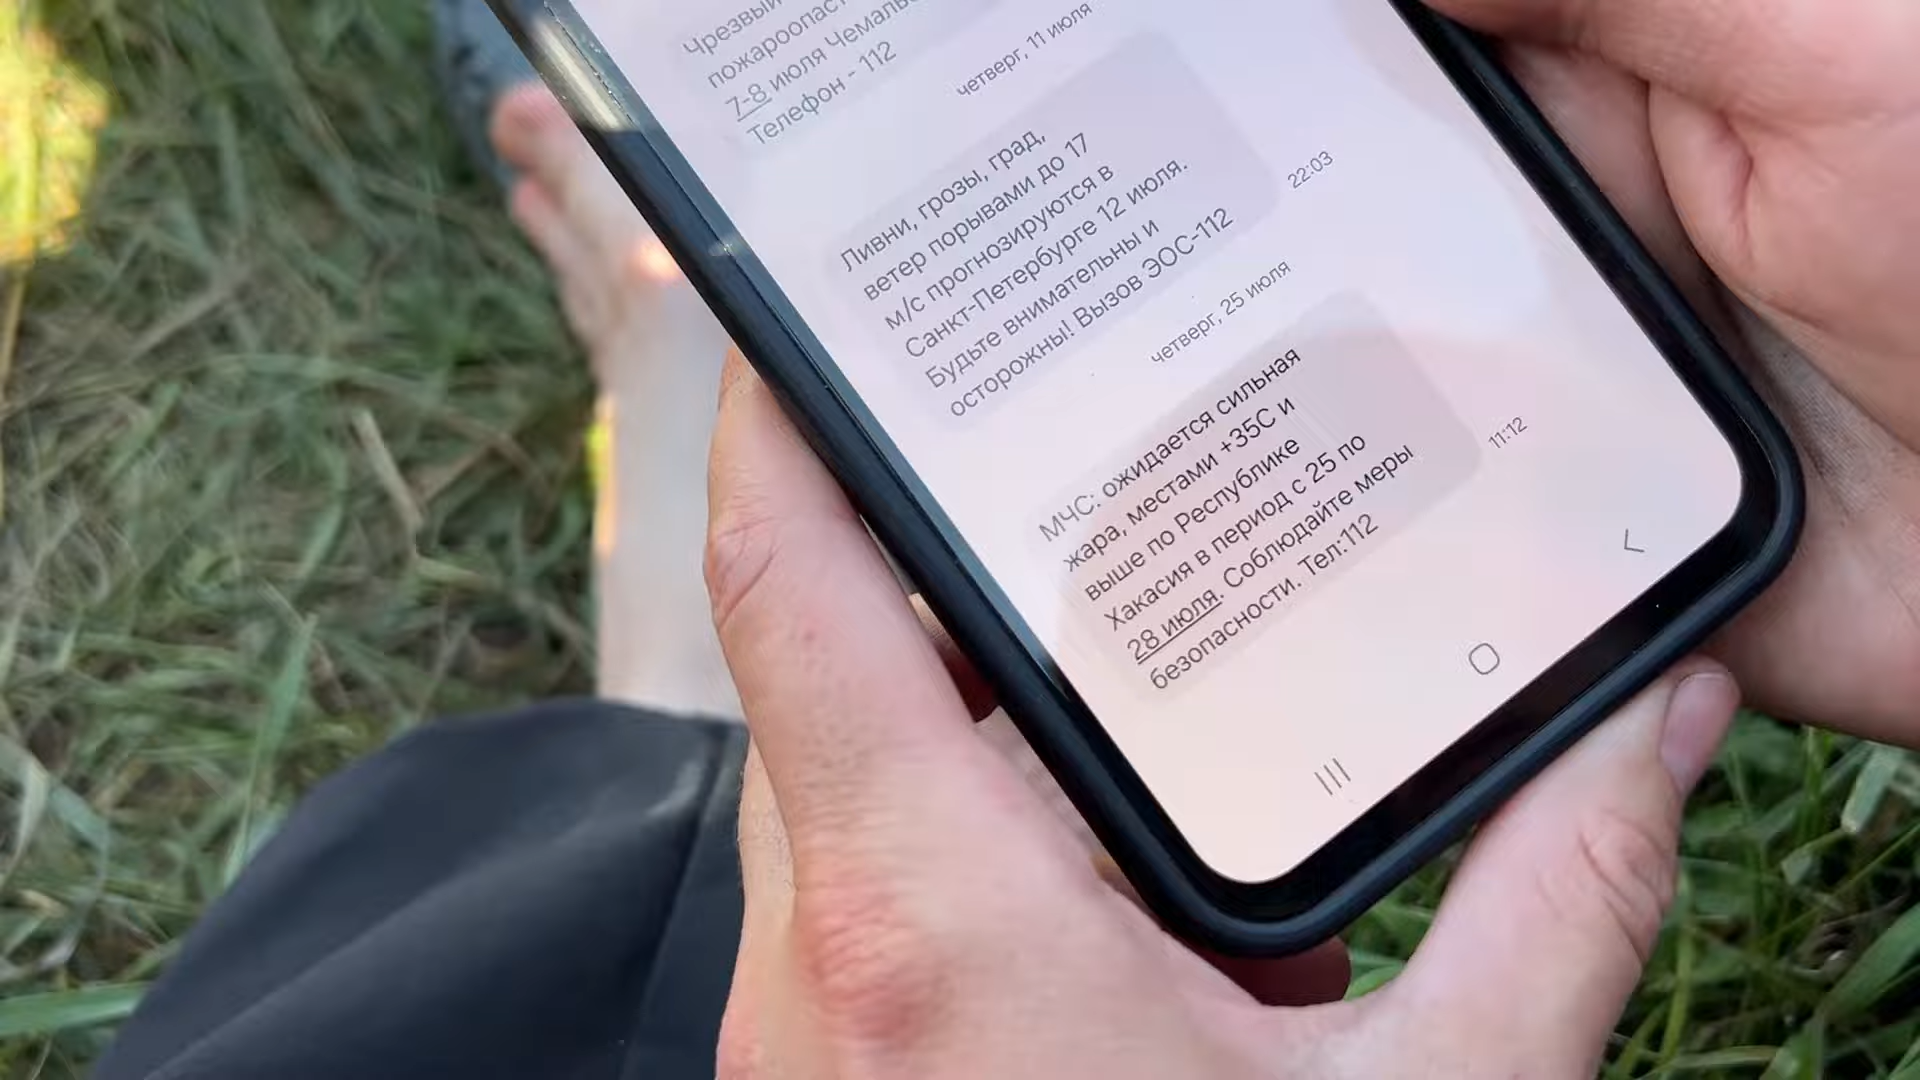 Чрезвычай
пожароопас
7-8 июля Чемаль
Телефон - 112
четверг, 11 июля
Ливни, грозы, град,
ветер порывами до 17
м/с прогнозируются в
Санкт-Петербурге 12 июля.
Будьте внимательны и
осторожны! Вызов ЭОС-112
22:03
четверг, 25 июля
МЧС: ожидается сильная
жара, местами +35С и
выше по Республике
Хакасия в период с 25 по
28 июля. Соблюдайте меры
безопасности. Тел:112
11:12